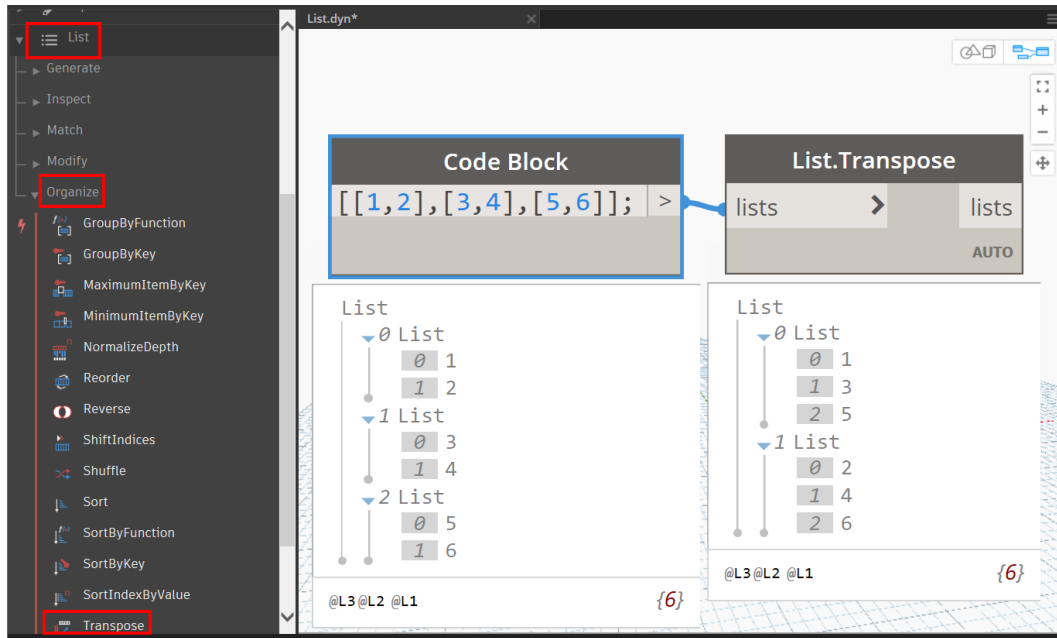 List
Generate
Inspect
Match
Modify
Organize
GroupByFunction
GroupByKey
MaximumItemByKey
MinimumItemByKey
NormalizeDepth
Reorder
Reverse
ShiftIndices
Shuffle
Sort
SortByFunction
SortByKey
SortIndexByValue
Transpose
List.dyn*
Code Block
[[1,2],[3,4],[5,6]]; >
List
0 List
0 1
1 2
1 List
0 3
1 4
2 List
0 5
1 6
@L3 @L2 @L1 {6}
List.Transpose
lists > lists
AUTO
List
0 List
0 1
1 3
2 5
1 List
0 2
1 4
2 6
@L3 @L2 @L1 {6}